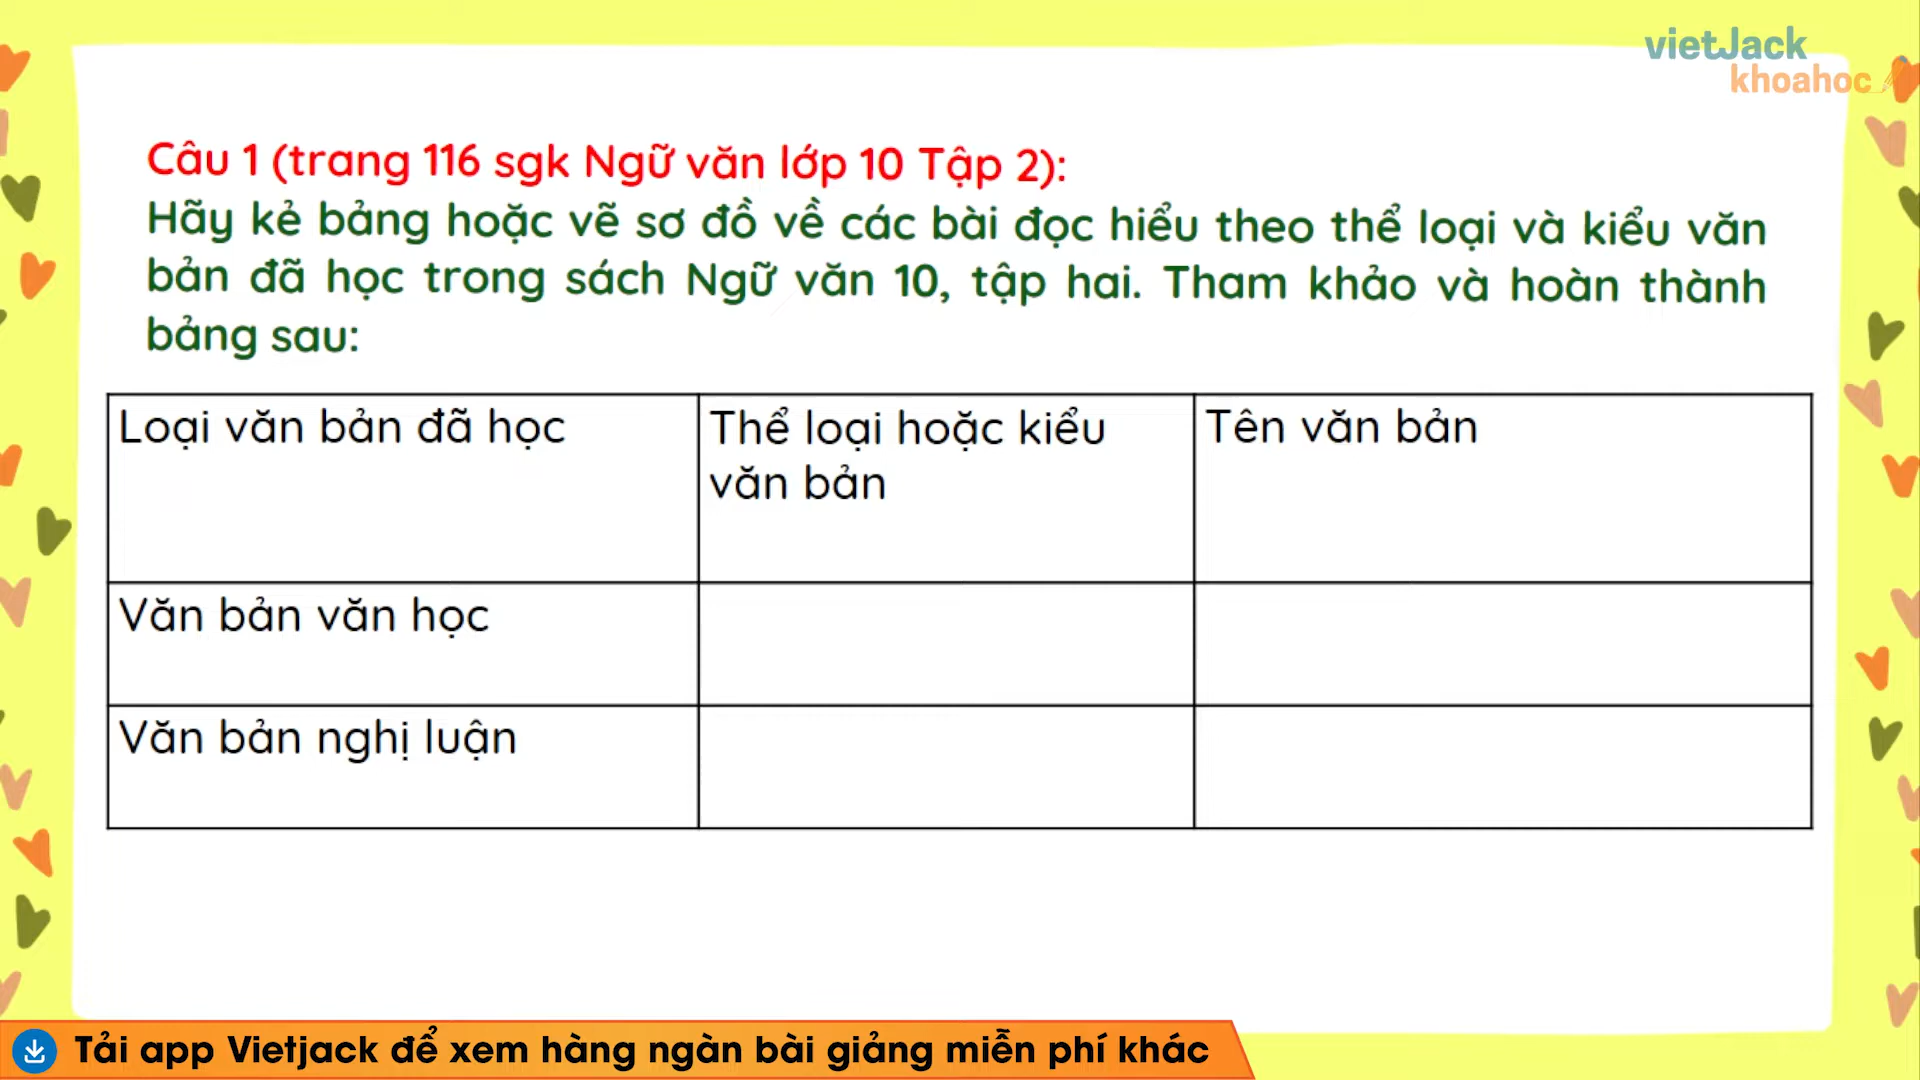 vietJack
khoahoc
Câu 1 (trang 116 sgk Ngữ văn lớp 10 Tập 2):
Hãy kẻ bảng hoặc vẽ sơ đồ về các bài đọc hiểu theo thể loại và kiểu văn
bản đã học trong sách Ngữ văn 10, tập hai. Tham khảo và hoàn thành
bảng sau:
Loại văn bản đã học
Thể loại hoặc kiểu
văn bản
Tên văn bản
Văn bản văn học
Văn bản nghị luận
Tải app Vietjack để xem hàng ngàn bài giảng miễn phí khác